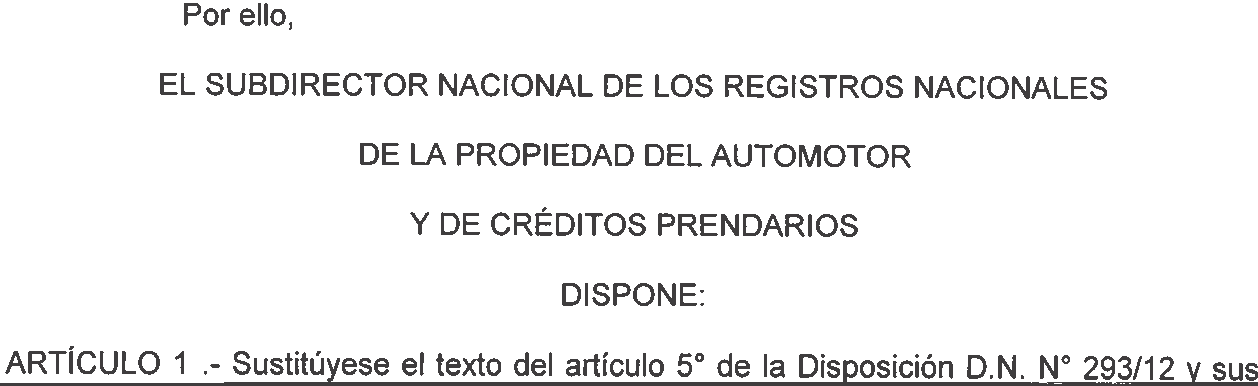 Por ello,
EL SUBDIRECTOR NACIONAL DE LOS REGISTROS NACIONALES
DE LA PROPIEDAD DEL AUTOMOTOR
Y DE CRÉDITOS PRENDARIOS
DISPONE:
ARTÍCULO 1 .- Sustitúyese el texto del artículo 5° de la Disposición D.N. N° 293/12 y sus